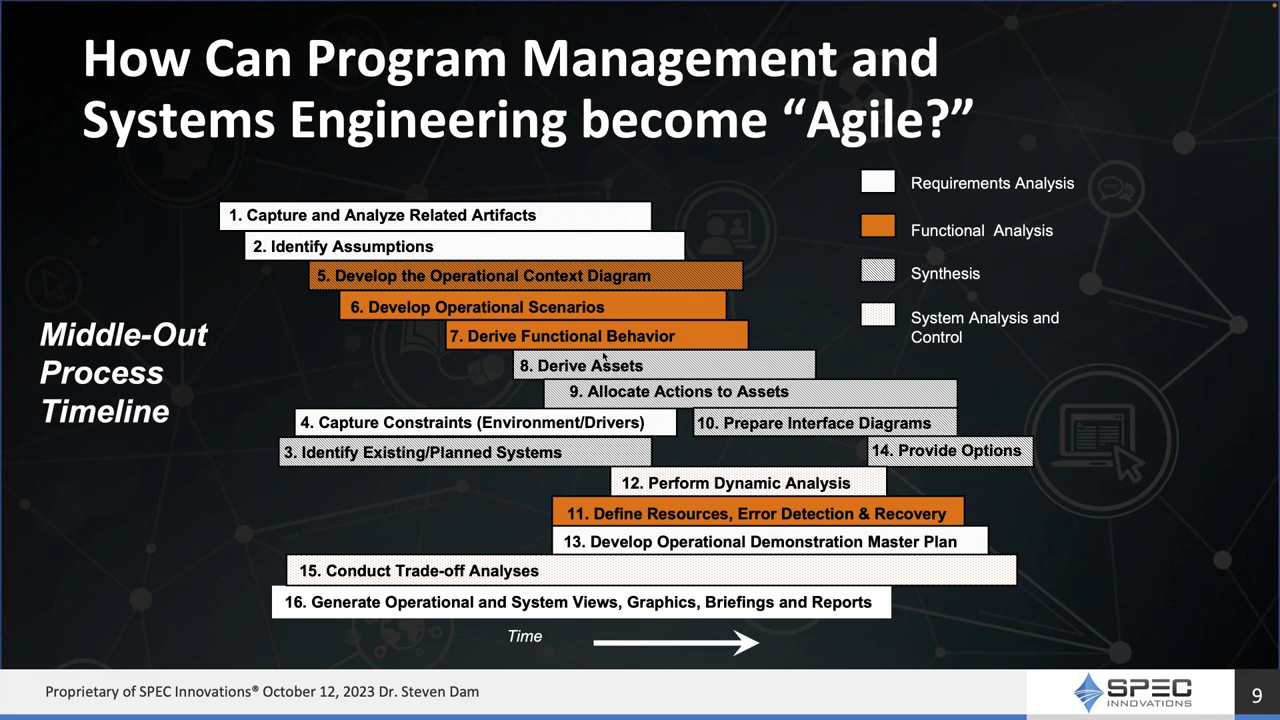 How Can Program Management and
Systems Engineering become “Agile?”
Requirements Analysis
Functional Analysis
Synthesis
System Analysis and
Control
Middle-Out
Process
Timeline
1. Capture and Analyze Related Artifacts
2. Identify Assumptions
5. Develop the Operational Context Diagram
6. Develop Operational Scenarios
7. Derive Functional Behavior
8. Derive Assets
9. Allocate Actions to Assets
4. Capture Constraints (Environment/Drivers)
10. Prepare Interface Diagrams
3. Identify Existing/Planned Systems
14. Provide Options
12. Perform Dynamic Analysis
11. Define Resources, Error Detection & Recovery
13. Develop Operational Demonstration Master Plan
15. Conduct Trade-off Analyses
16. Generate Operational and System Views, Graphics, Briefings and Reports
Time
Proprietary of SPEC Innovations® October 12, 2023 Dr. Steven Dam
SPEC
INNOVATIONS
9